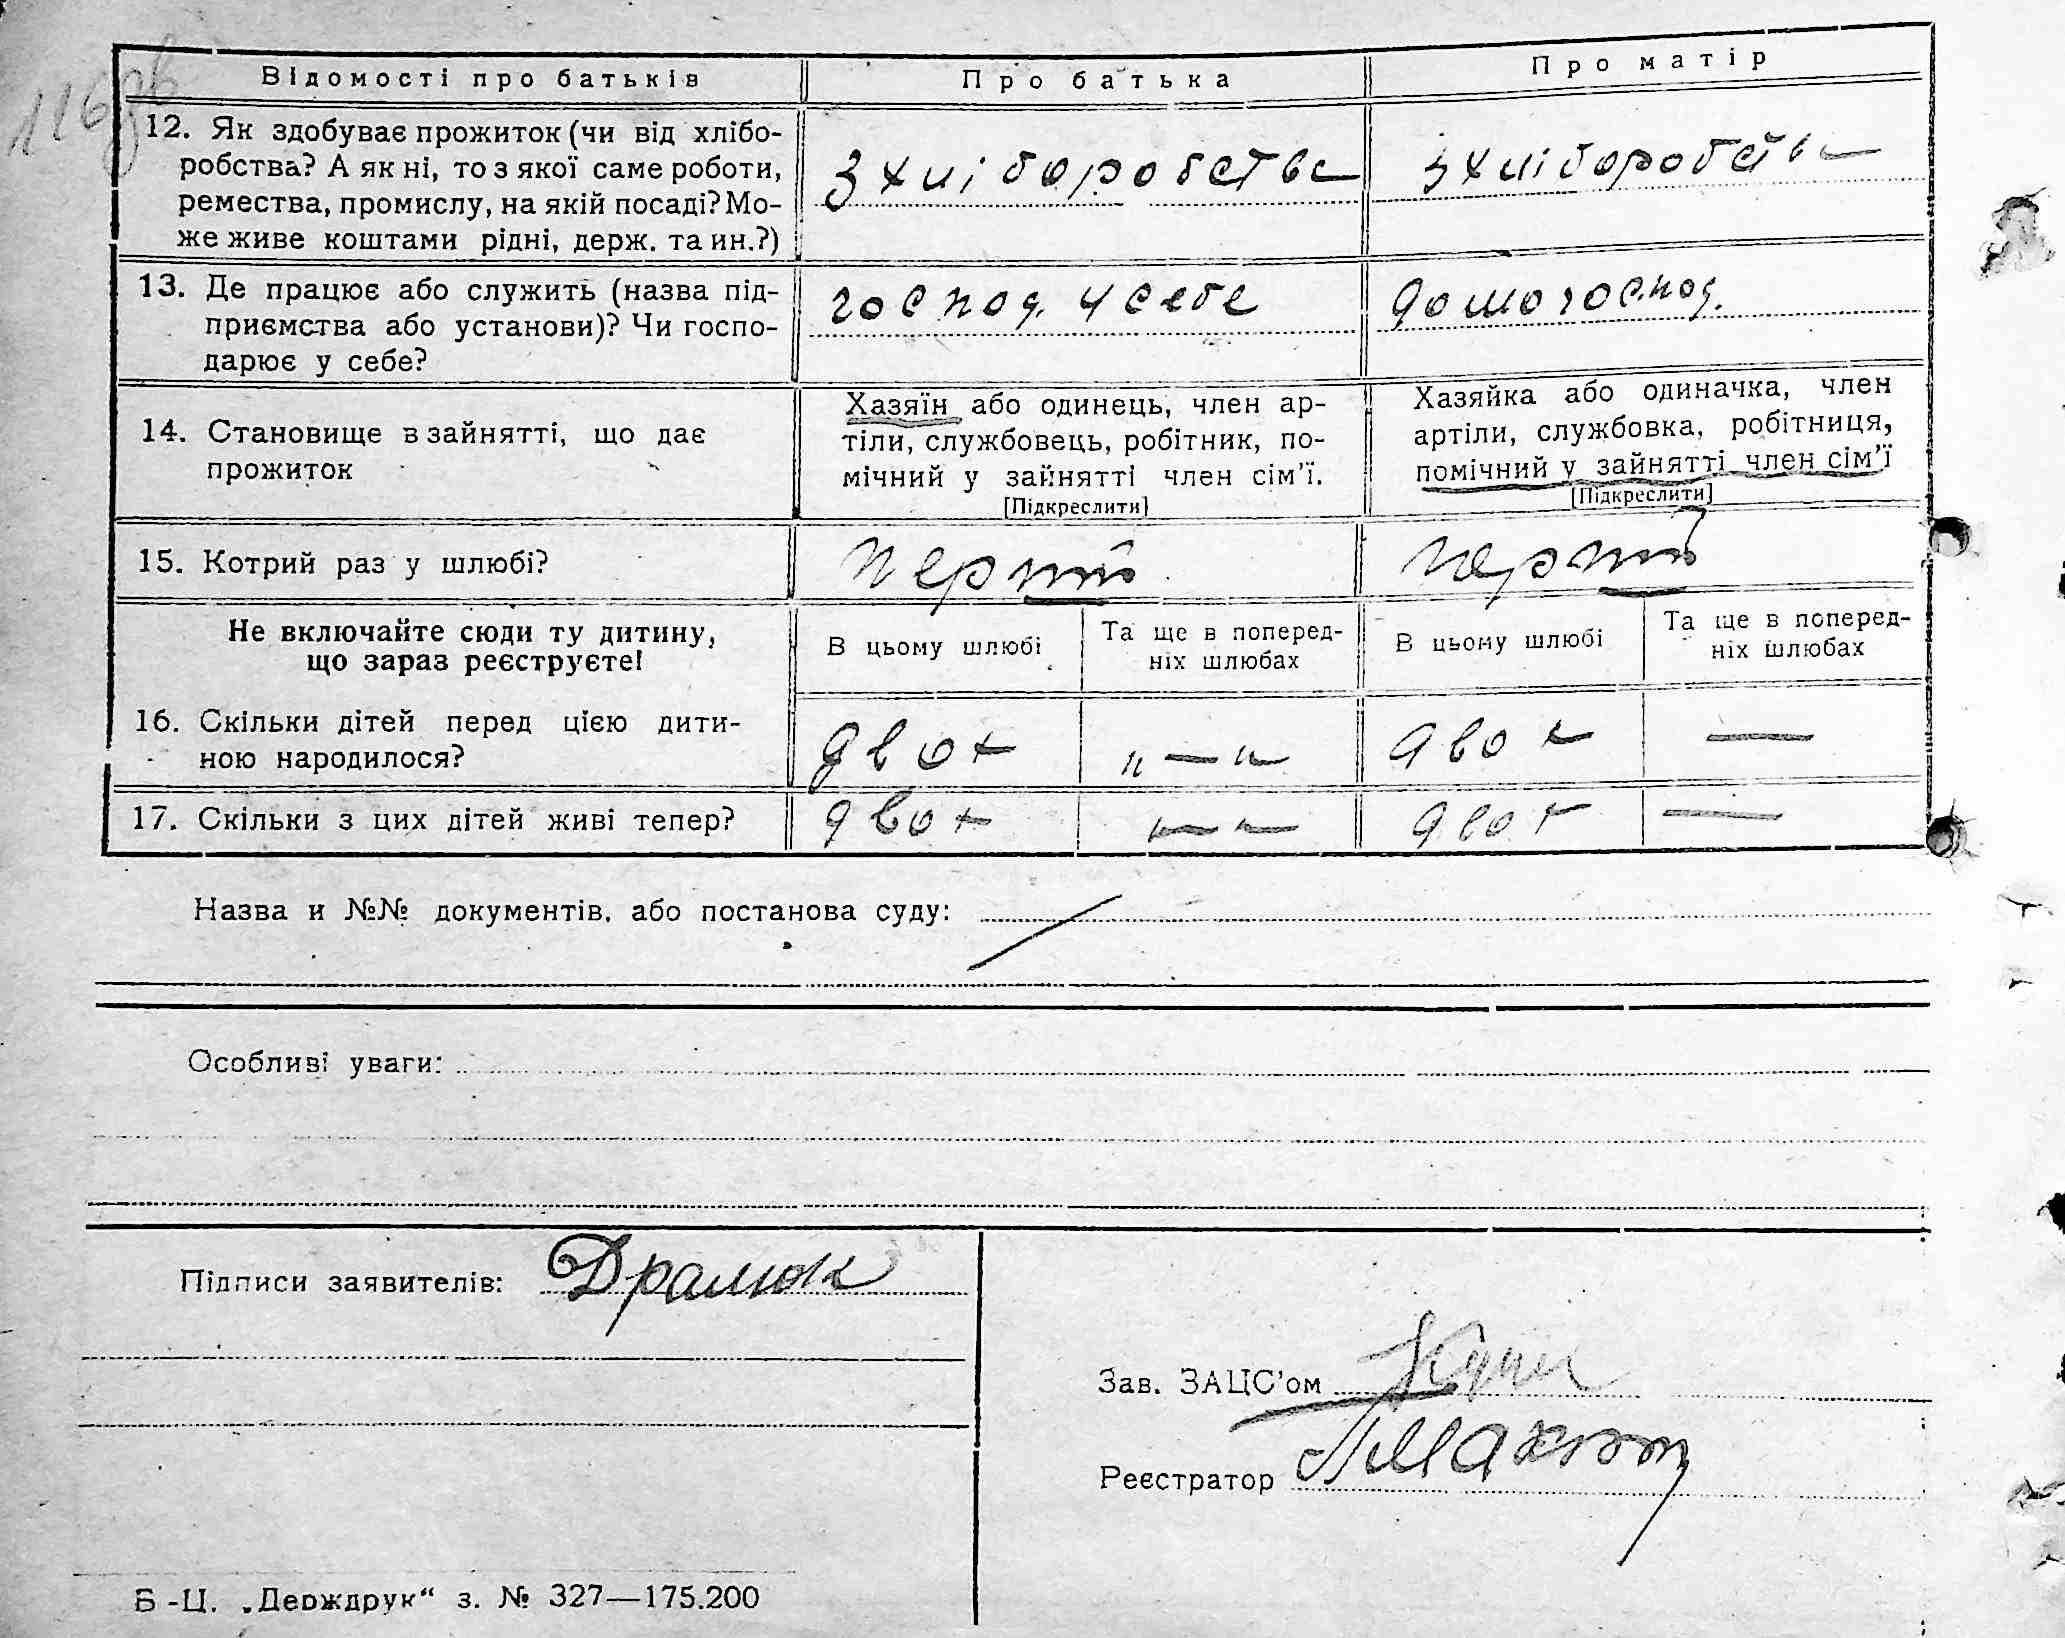 116зв
Відомості про батьків Про батька Про матір
12. Як здобуває прожиток (чи від хлібо-
робства? А як ні, то з якої саме роботи,
ремества, промислу, на якій посаді? Мо-
же живе коштами рідні, держ. та ин.?)
з хліборобства з хліборобства
13. Де працює або служить (назва під-
приємства або установи)? Чи госпо-
дарює у себе?
господ. у себе домогоспод.
14. Становище в зайнятті, що дає
прожиток
Хазяїн або одинець, член ар-
тіли, службовець, робітник, по-
мічний у зайнятті член сім'ї.
[Підкреслити]
Хазяйка або одиначка, член
артіли, службовка, робітниця,
помічний у зайнятті член сім'ї
[Підкреслити]
15. Котрий раз у шлюбі? перший перший
Не включайте сюди ту дитину,
що зараз реєструєте!
В цьому шлюбі
Та ще в поперед-
ніх шлюбах
В цьому шлюбі
Та ще в поперед-
ніх шлюбах
16. Скільки дітей перед цією дити-
ною народилося?
двох „—„ двох —
17. Скільки з цих дітей живі тепер? двох „—„ двох —
Назва и №№ документів, або постанова суду:
Особливі уваги:
Підписи заявителів: Дралюк
Зав. ЗАЦС'ом
Реєстратор
Б-Ц. „Держдрук“ з. № 327—175.200